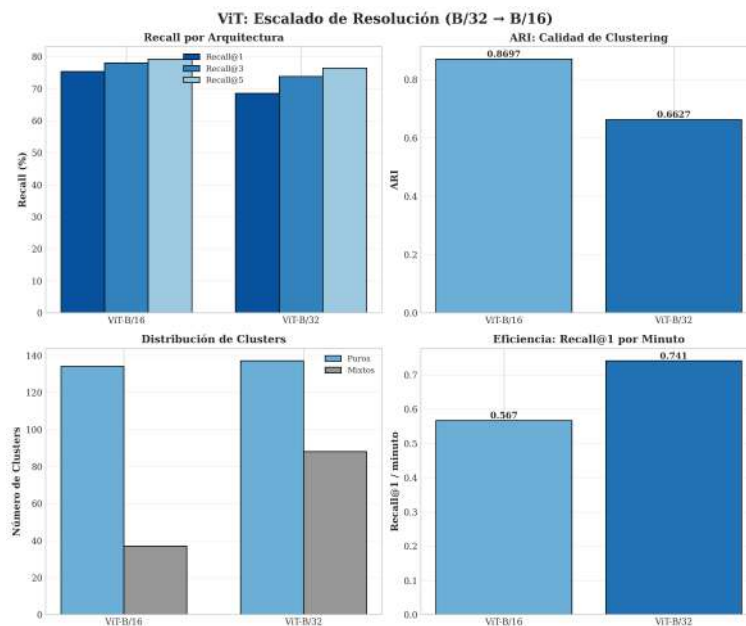 ViT: Escalado de Resolución (B/32 → B/16)
Recall por Arquitectura
Recall@1
Recall@3
Recall@5
80
70
60
50
40
30
20
10
0
Recall (%)
ViT-B/16
ViT-B/32
ARI: Calidad de Clustering
0.8697
0.6627
0.8
0.6
0.4
0.2
0.0
ARI
ViT-B/16
ViT-B/32
Distribución de Clusters
Puros
Mixtos
140
120
100
80
60
40
20
0
Número de Clusters
ViT-B/16
ViT-B/32
Eficiencia: Recall@1 por Minuto
0.741
0.567
0.7
0.6
0.5
0.4
0.3
0.2
0.1
0.0
Recall@1 / minuto
ViT-B/16
ViT-B/32